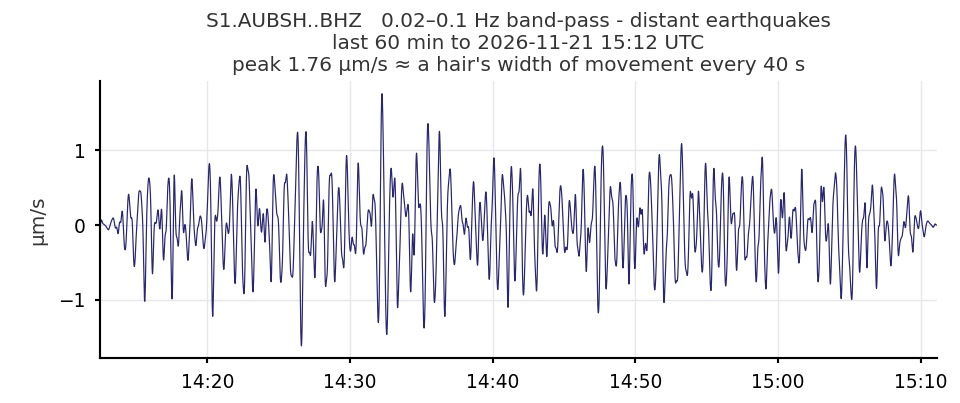 S1.AUBSH..BHZ   0.02–0.1 Hz band-pass - distant earthquakes
last 60 min to 2026-11-21 15:12 UTC
peak 1.76 µm/s ≈ a hair's width of movement every 40 s
µm/s
1
0
−1
14:20 14:30 14:40 14:50 15:00 15:10